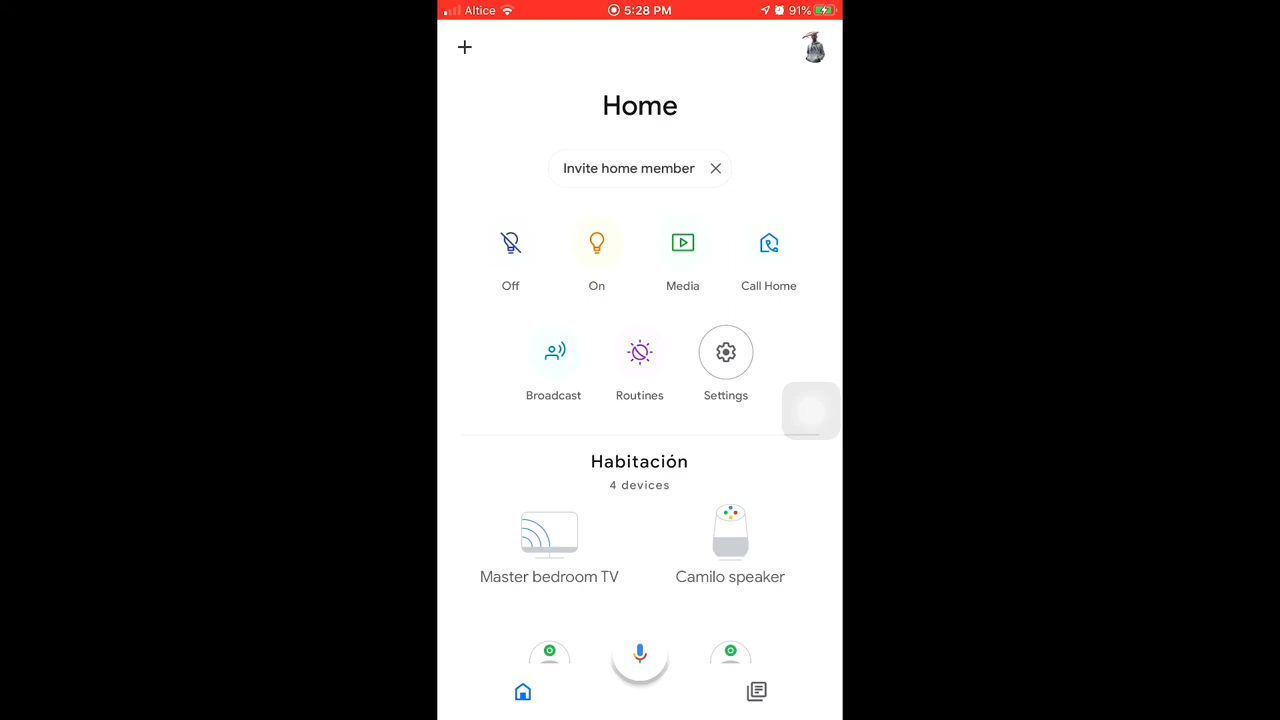 Altice 5:28 PM 91%
Home
Invite home member
Off On Media Call Home
Broadcast Routines Settings
Habitación
4 devices
Master bedroom TV Camilo speaker